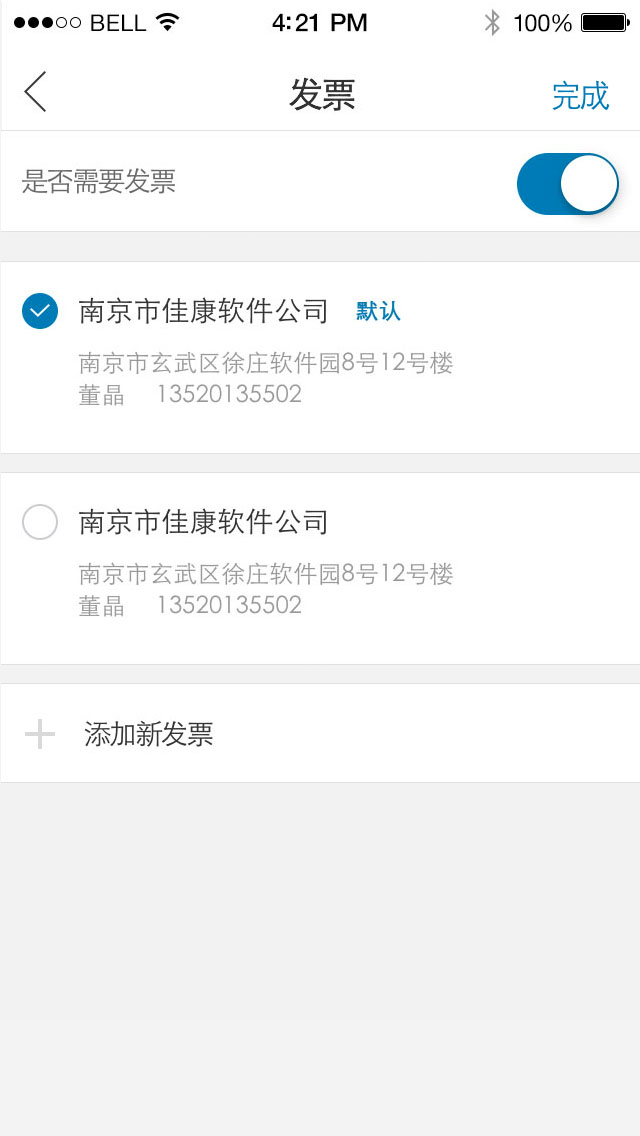 BELL 4:21 PM 100%
发票 完成
是否需要发票
南京市佳康软件公司 默认
南京市玄武区徐庄软件园8号12号楼
董晶 13520135502
南京市佳康软件公司
南京市玄武区徐庄软件园8号12号楼
董晶 13520135502
添加新发票